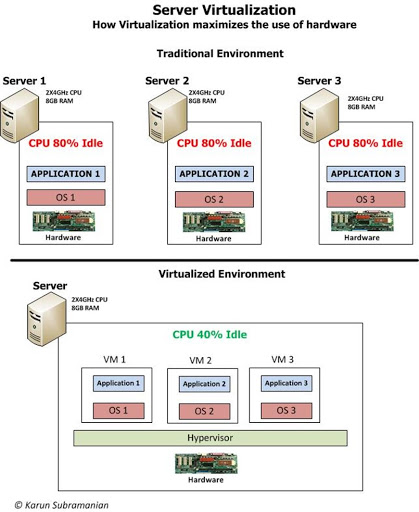 Server Virtualization
How Virtualization maximizes the use of hardware
Traditional Environment
Server 1
2X4GHz CPU
8GB RAM
CPU 80% Idle
APPLICATION 1
OS 1
Hardware
Server 2
2X4GHz CPU
8GB RAM
CPU 80% Idle
APPLICATION 2
OS 2
Hardware
Server 3
2X4GHz CPU
8GB RAM
CPU 80% Idle
APPLICATION 3
OS 3
Hardware
Virtualized Environment
Server
2X4GHz CPU
8GB RAM
CPU 40% Idle
VM 1
Application 1
OS 1
VM 2
Application 2
OS 2
VM 3
Application 3
OS 3
Hypervisor
Hardware
© Karun Subramanian